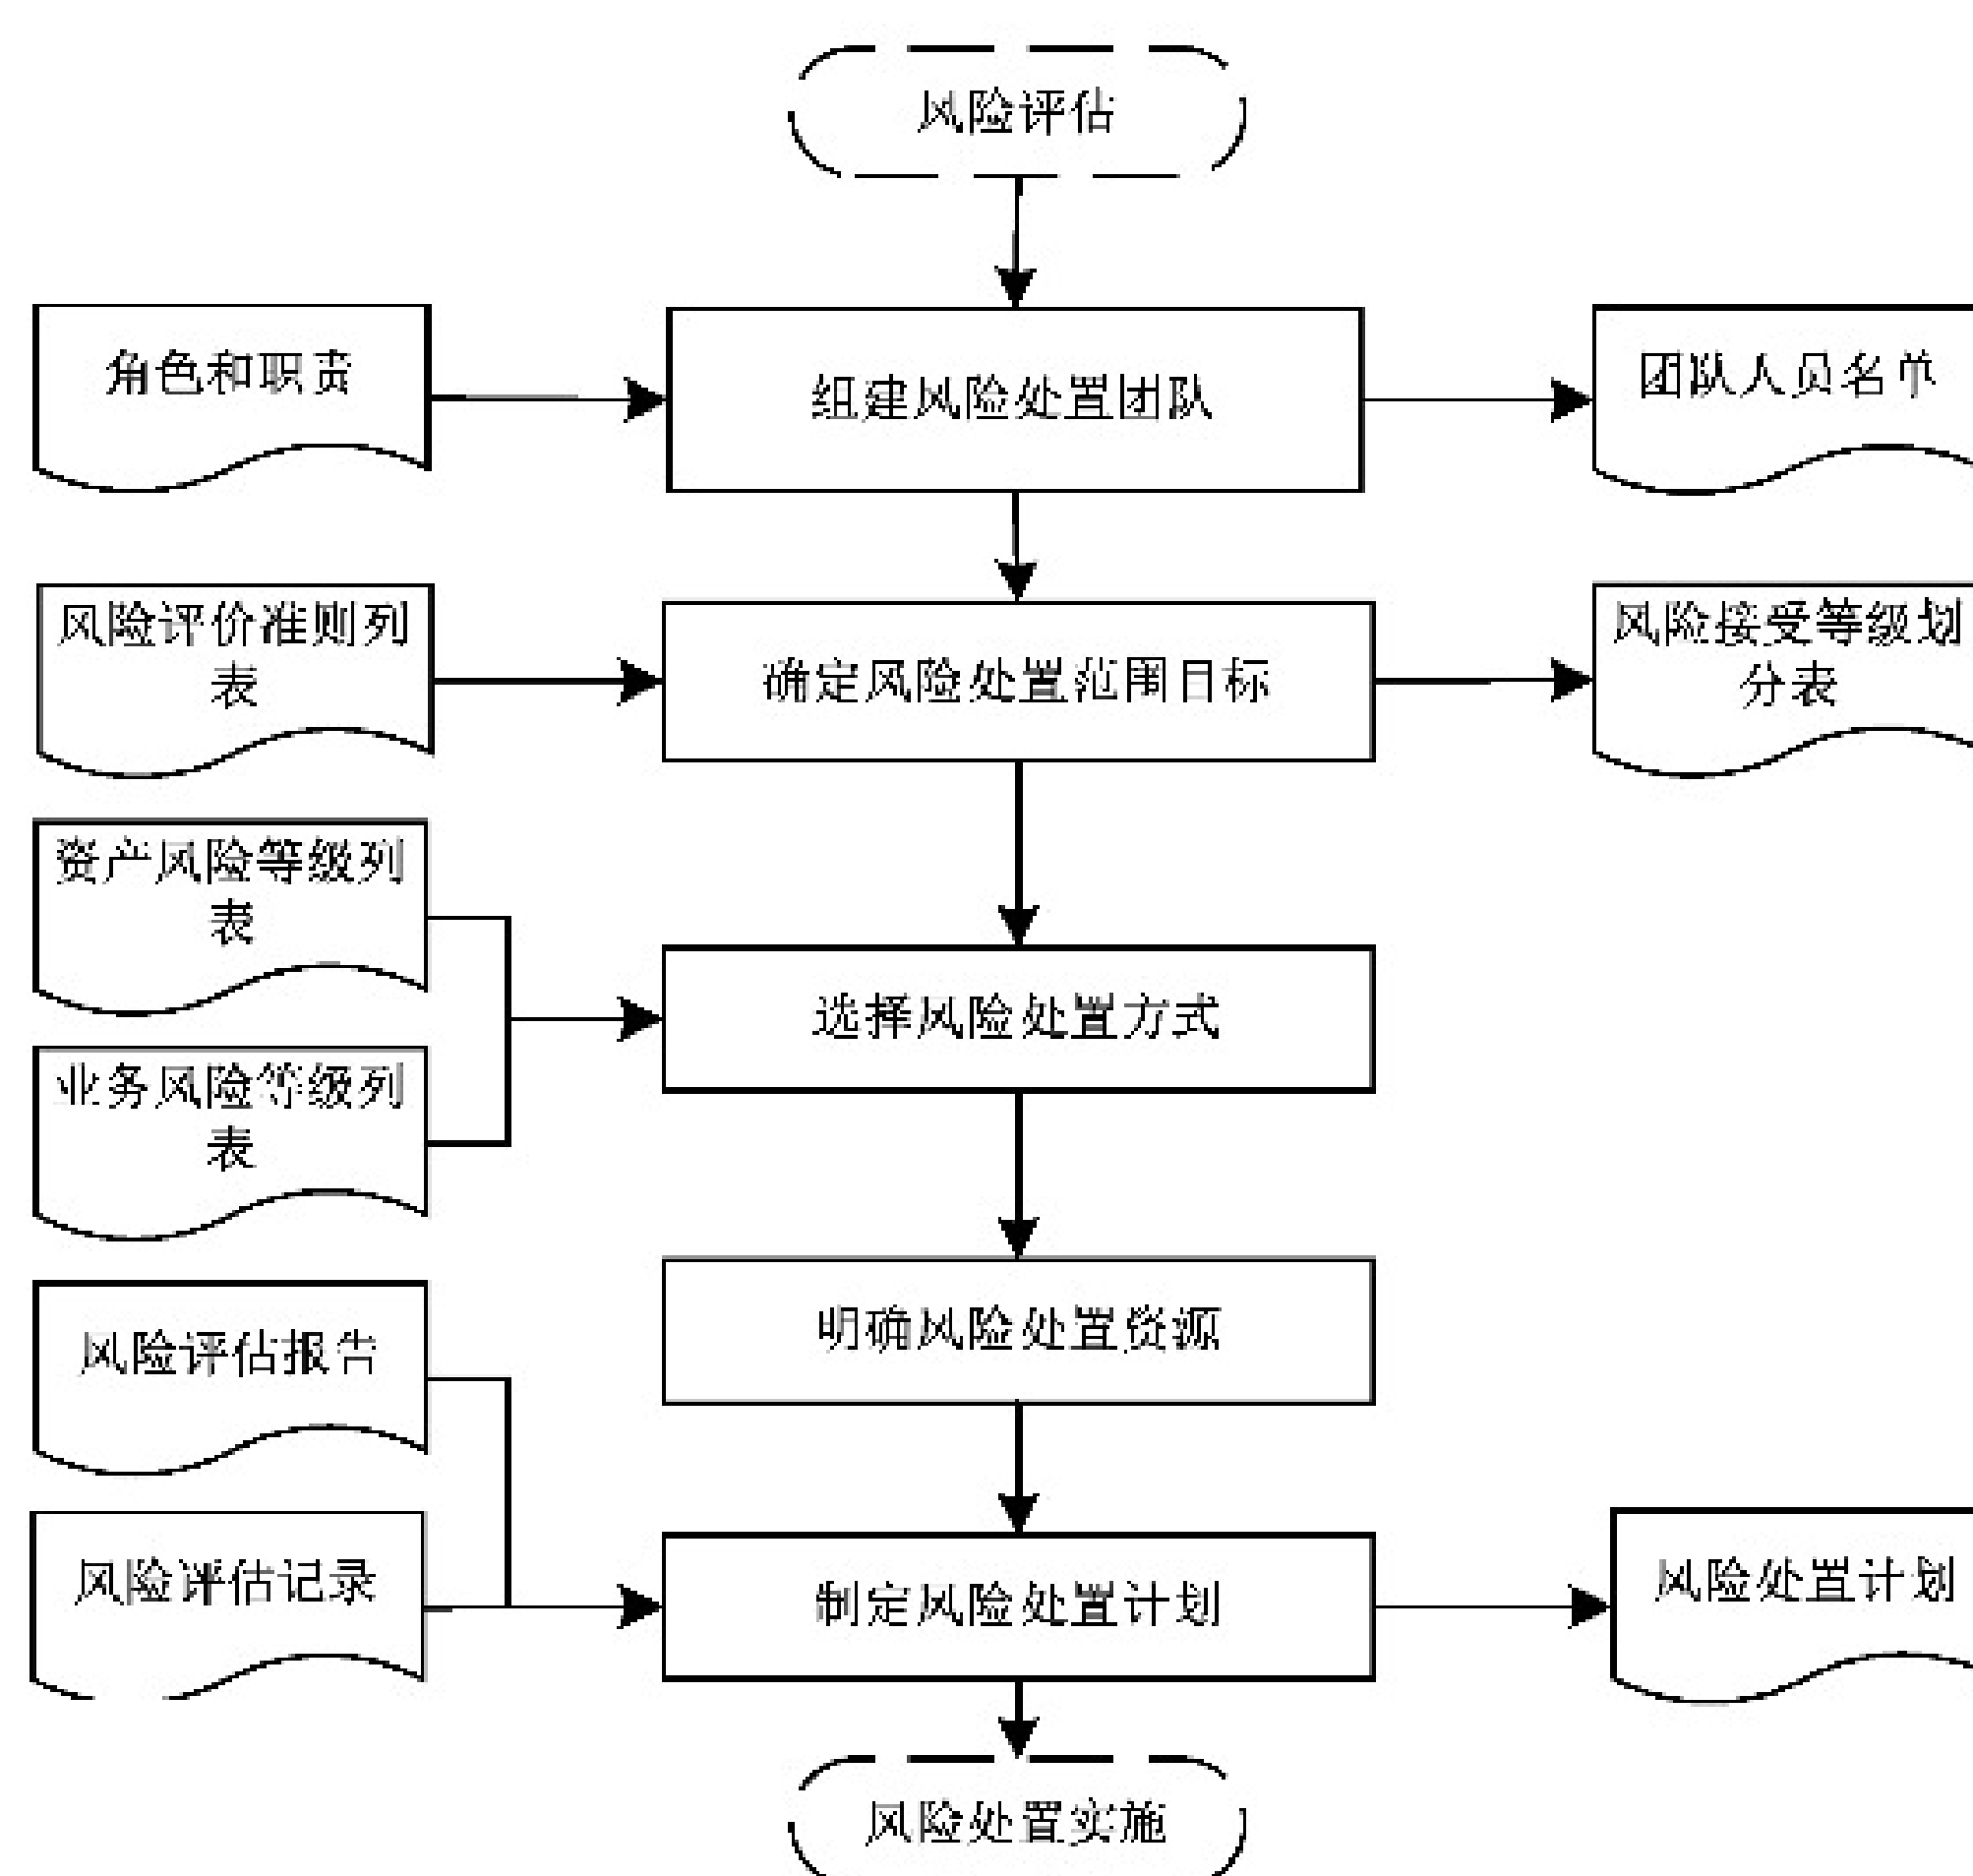 风险评估
角色和职责
组建风险处置团队
团队人员名单
风险评价准则列
表
确定风险处置范围目标
风险接受等级划
分表
资产风险等级列
表
选择风险处置方式
业务风险等级列
表
明确风险处置资源
风险评估报告
风险评估记录
制定风险处置计划
风险处置计划
风险处置实施